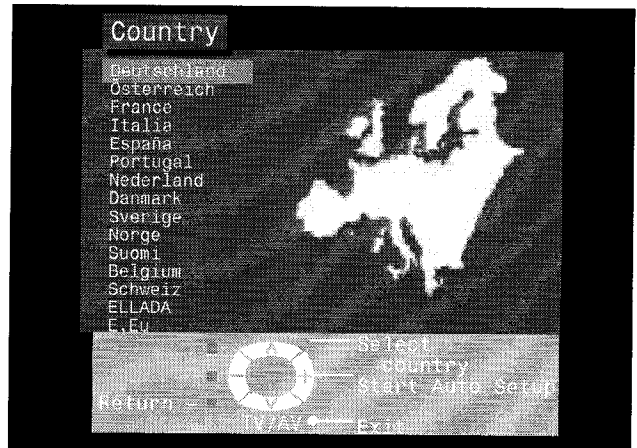 Country
Deutschland
Österreich
France
Italia
España
Portugal
Nederland
Danmark
Sverige
Norge
Suomi
Belgium
Schweiz
ELLADA
E.Eu
Select
country
Start Auto Setup
Return
TV/AV
Exit